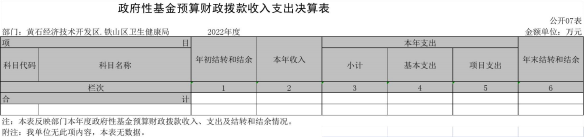 政府性基金预算财政拨款收入支出决算表
公开07表
部门：黄石经济技术开发区.铁山区卫生健康局 2022年度 金额单位：万元
项 目 年初结转和结余 本年收入 本年支出 年末结转和结余
科目代码 科目名称 小计 基本支出 项目支出
栏次 1 2 3 4 5 6
合 计
注：本表反映部门本年度政府性基金预算财政拨款收入、支出及结转和结余情况。
附注：我单位无此项内容，本表无数据。